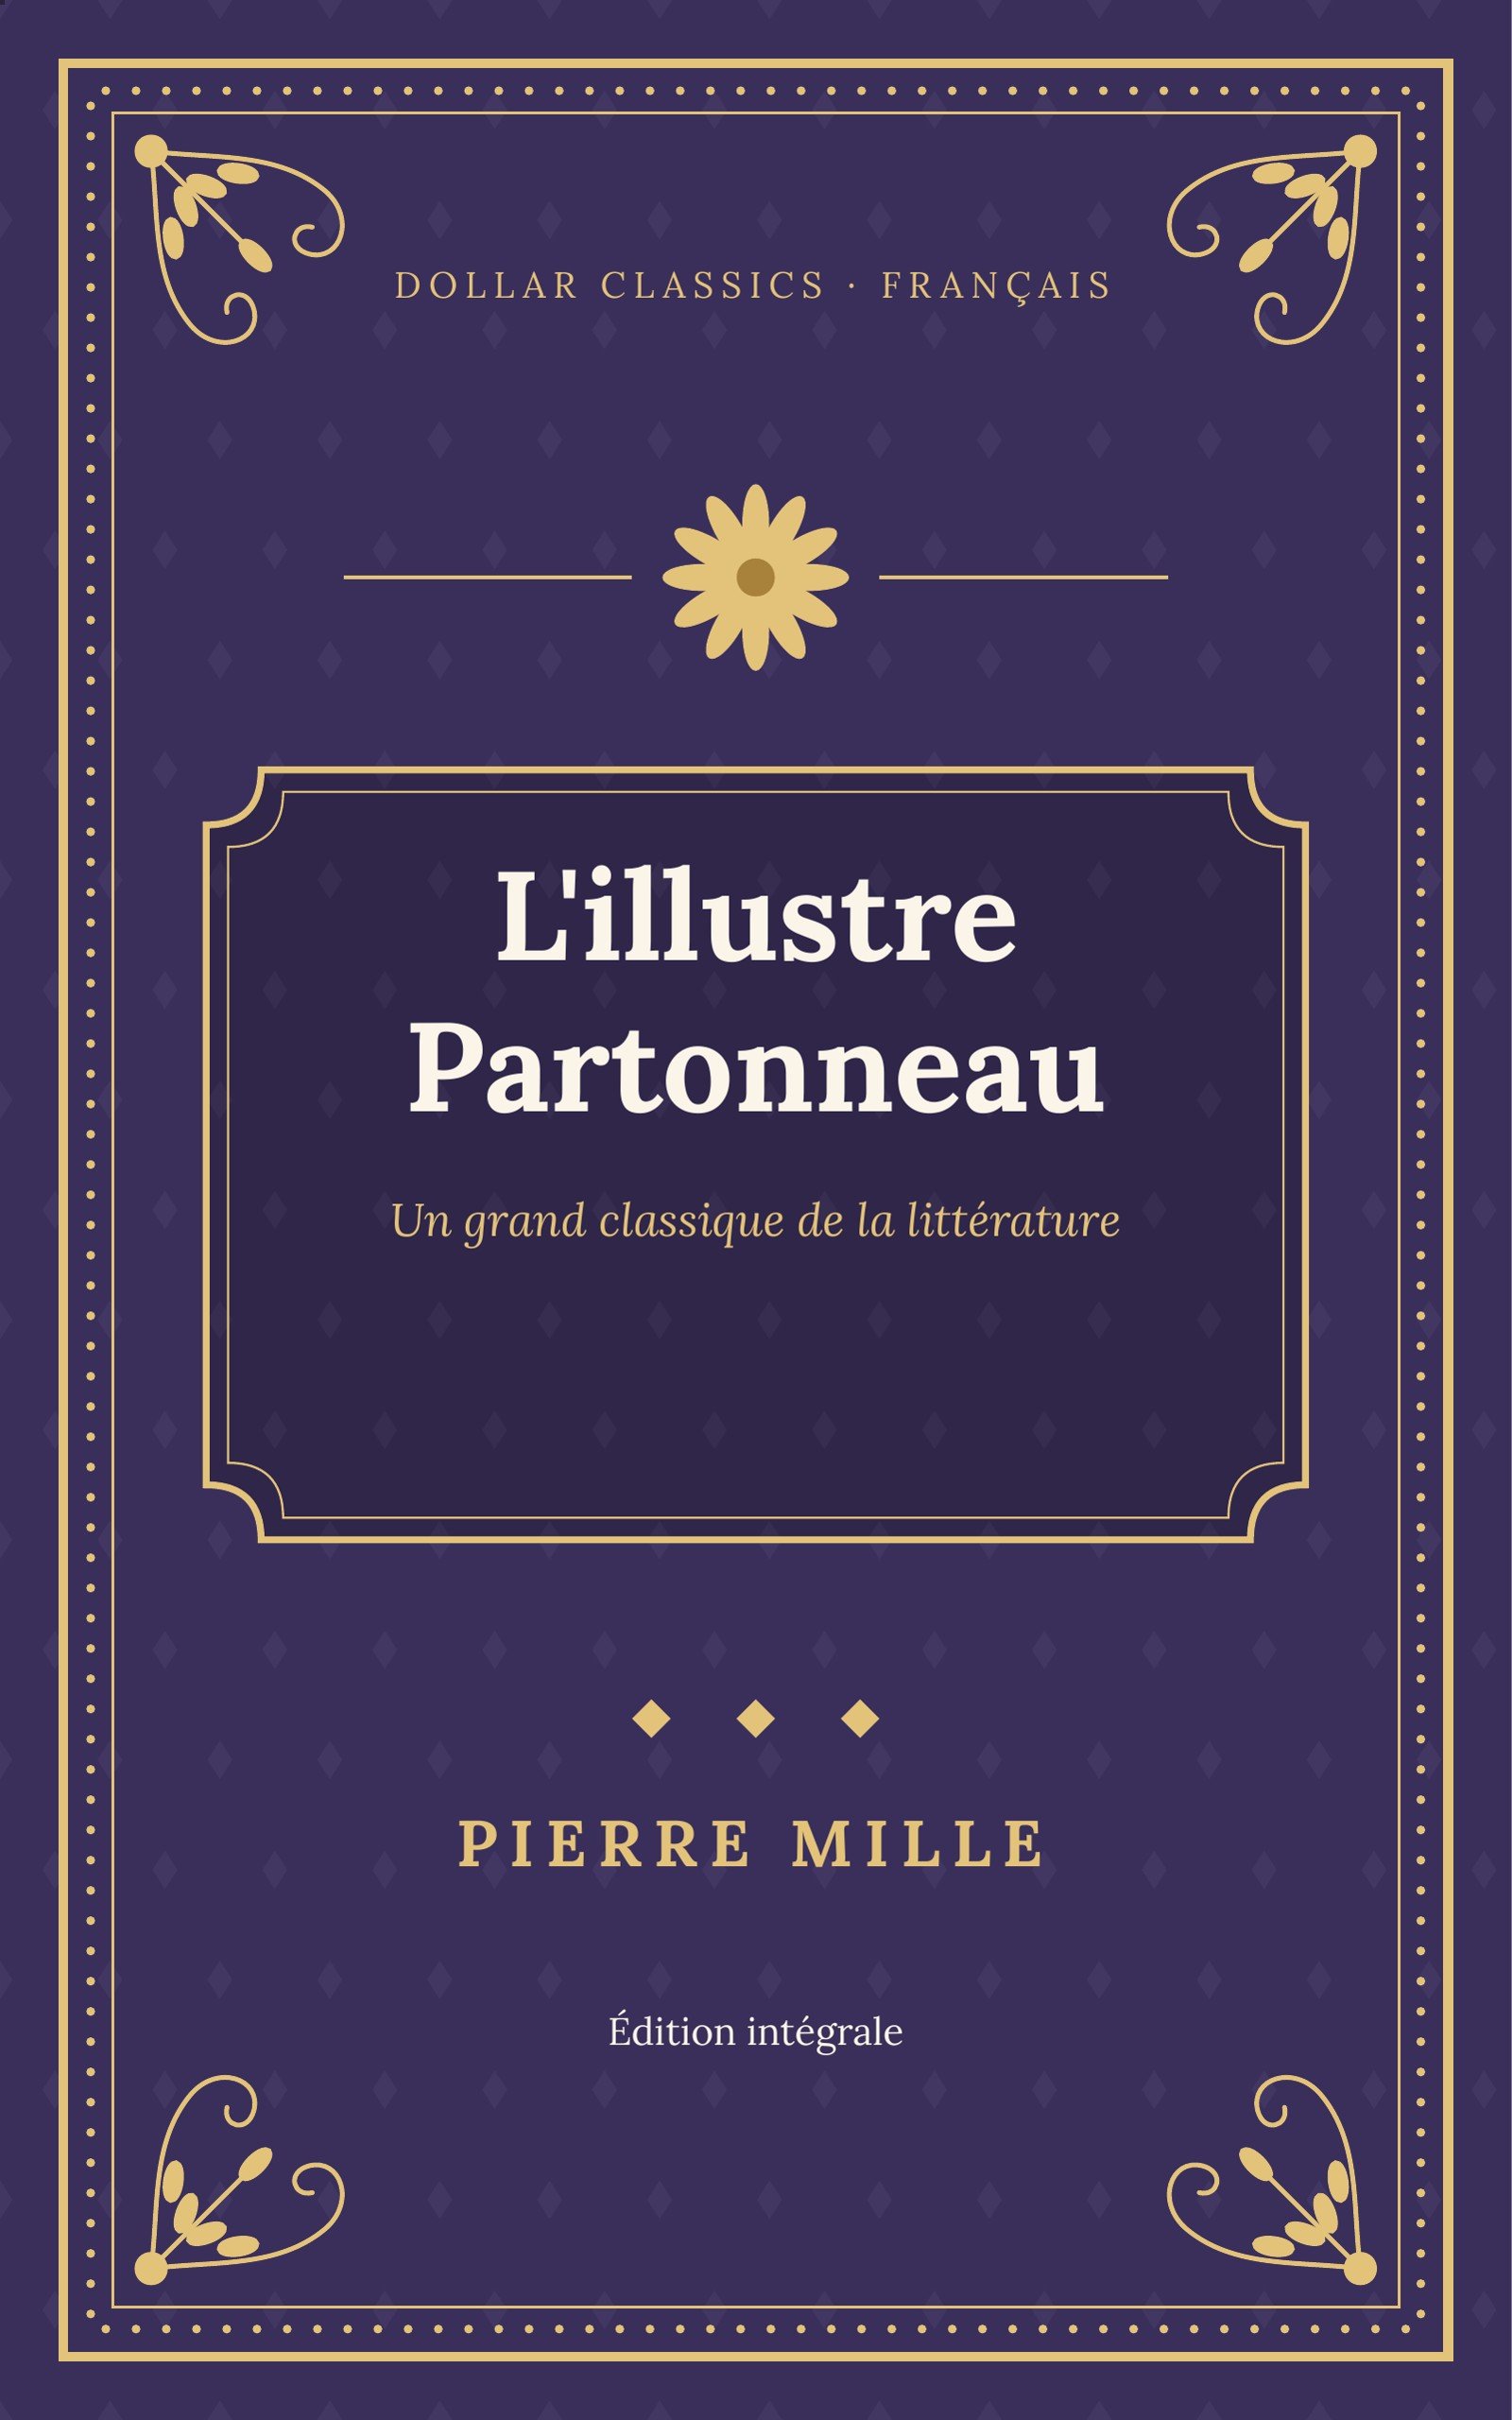 DOLLAR CLASSICS · FRANÇAIS
L'illustre
Partonneau
Un grand classique de la littérature
PIERRE MILLE
Édition intégrale